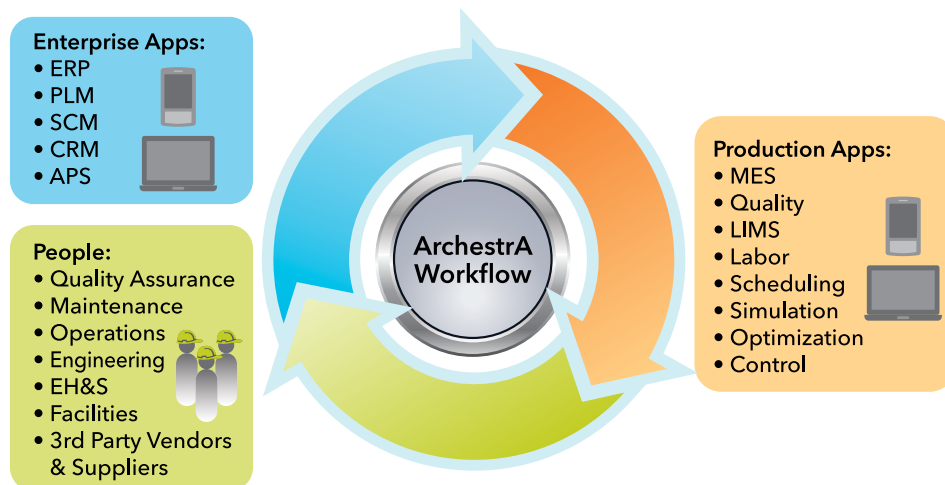 Enterprise Apps:
• ERP
• PLM
• SCM
• CRM
• APS
People:
• Quality Assurance
• Maintenance
• Operations
• Engineering
• EH&S
• Facilities
• 3rd Party Vendors
& Suppliers
ArchestrA
Workflow
Production Apps:
• MES
• Quality
• LIMS
• Labor
• Scheduling
• Simulation
• Optimization
• Control